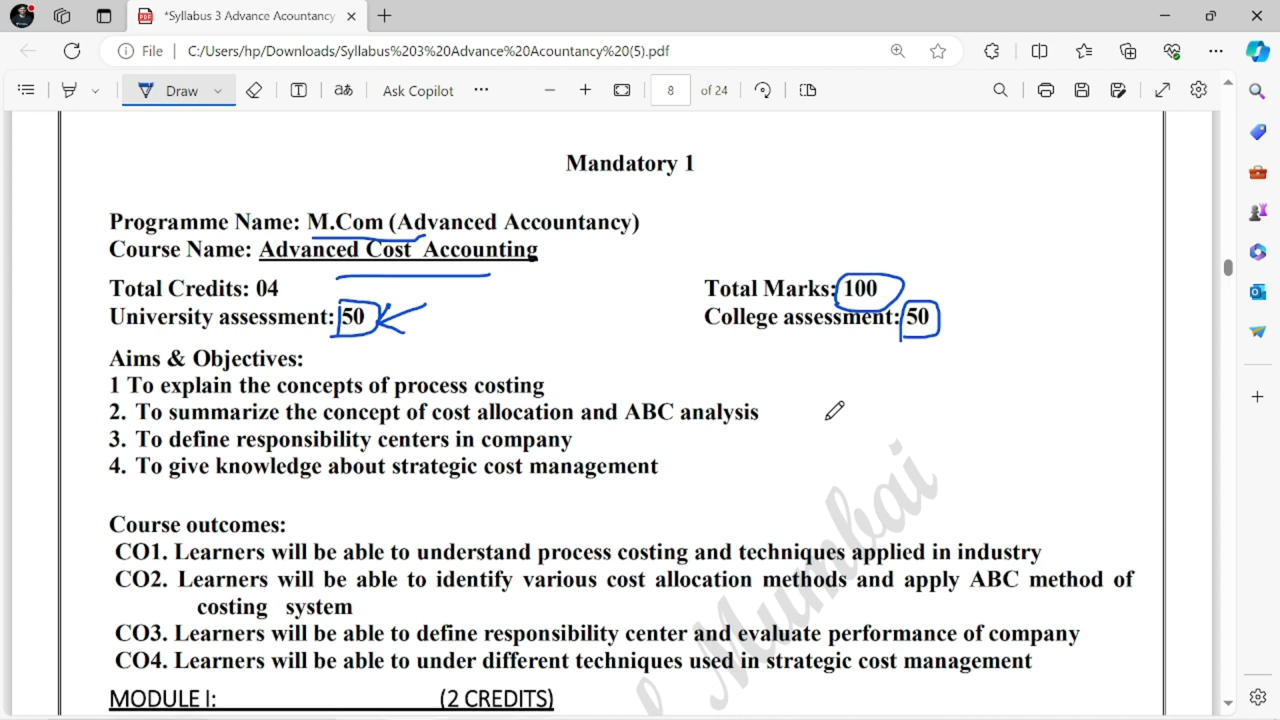 *Syllabus 3 Advance Acountancy
File C:/Users/hp/Downloads/Syllabus%203%20Advance%20Acountancy%20(5).pdf
Draw
aあ
Ask Copilot
8 of 24
Mandatory 1
Programme Name: M.Com (Advanced Accountancy)
Course Name: Advanced Cost Accounting
Total Credits: 04 Total Marks: 100
University assessment: 50 College assessment: 50
Aims & Objectives:
1 To explain the concepts of process costing
2. To summarize the concept of cost allocation and ABC analysis
3. To define responsibility centers in company
4. To give knowledge about strategic cost management
Course outcomes:
CO1. Learners will be able to understand process costing and techniques applied in industry
CO2. Learners will be able to identify various cost allocation methods and apply ABC method of
costing system
CO3. Learners will be able to define responsibility center and evaluate performance of company
CO4. Learners will be able to under different techniques used in strategic cost management
MODULE I: (2 CREDITS)
Mumbai